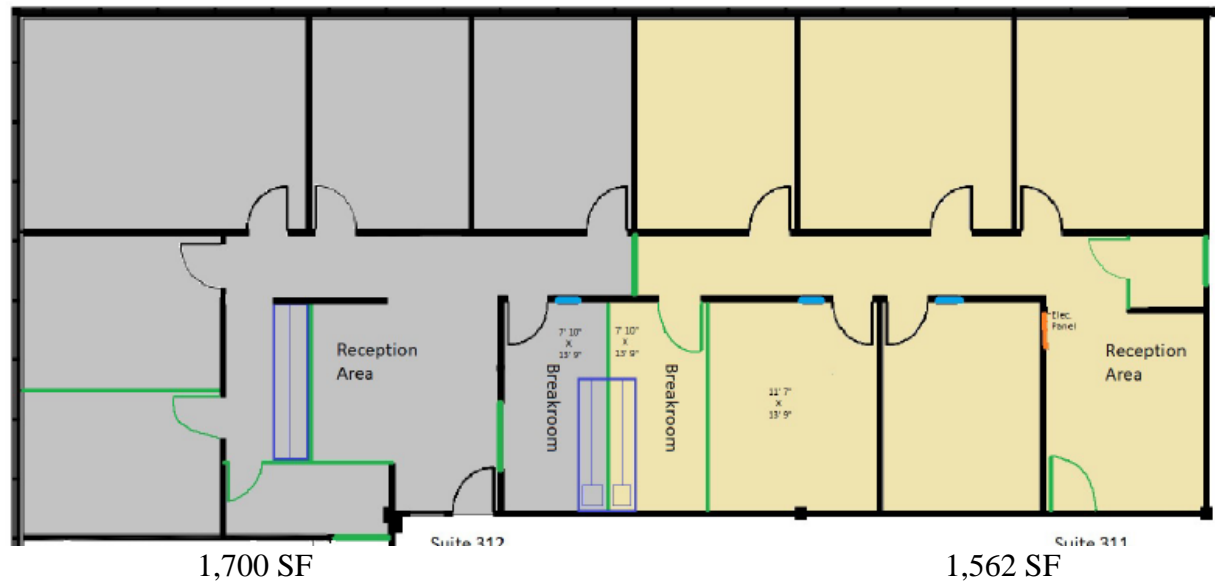 Reception
Area
7' 10"
X
13' 9"
Breakroom
7' 10"
X
13' 9"
Breakroom
11' 7"
X
13' 9"
Elec.
Panel
Reception
Area
Suite 312
Suite 311
1,700 SF
1,562 SF